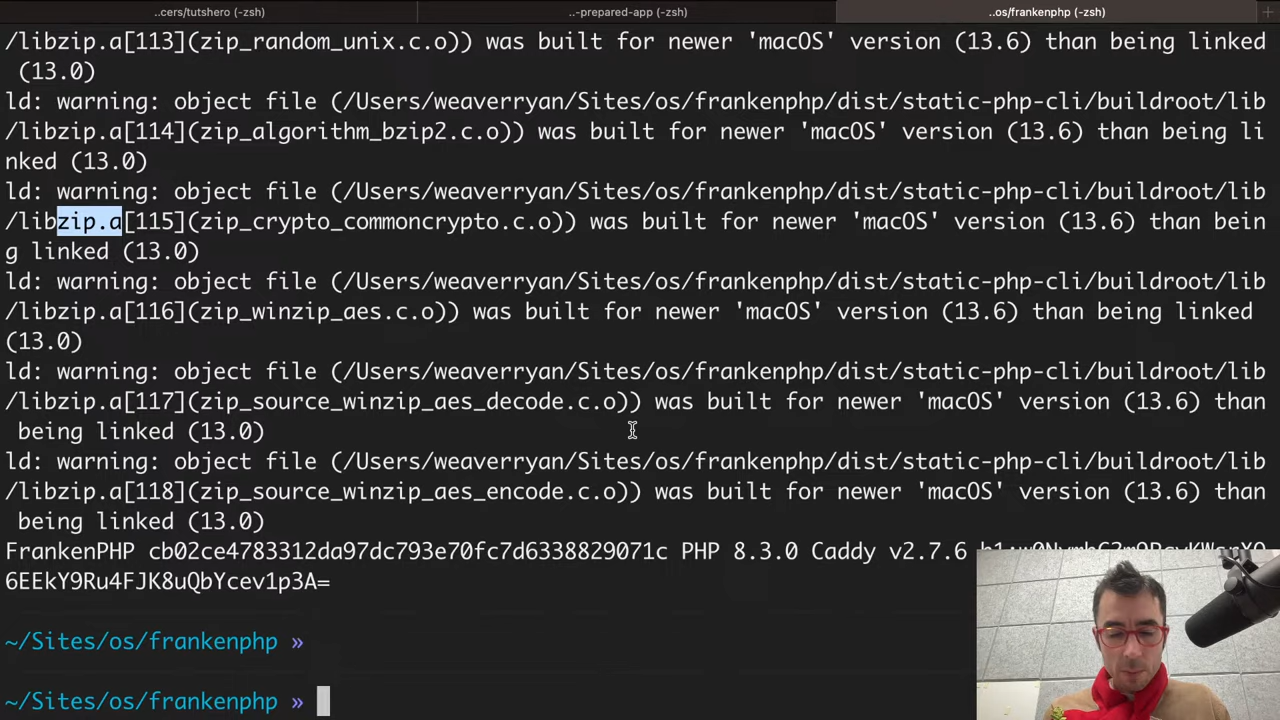 ..cers/tutshero (-zsh)
..-prepared-app (-zsh)
..os/frankenphp (-zsh)
/libzip.a[113](zip_random_unix.c.o)) was built for newer 'macOS' version (13.6) than being linked
(13.0)
ld: warning: object file (/Users/weaverryan/Sites/os/frankenphp/dist/static-php-cli/buildroot/lib
/libzip.a[114](zip_algorithm_bzip2.c.o)) was built for newer 'macOS' version (13.6) than being li
nked (13.0)
ld: warning: object file (/Users/weaverryan/Sites/os/frankenphp/dist/static-php-cli/buildroot/lib
/libzip.a[115](zip_crypto_commoncrypto.c.o)) was built for newer 'macOS' version (13.6) than bein
g linked (13.0)
ld: warning: object file (/Users/weaverryan/Sites/os/frankenphp/dist/static-php-cli/buildroot/lib
/libzip.a[116](zip_winzip_aes.c.o)) was built for newer 'macOS' version (13.6) than being linked
(13.0)
ld: warning: object file (/Users/weaverryan/Sites/os/frankenphp/dist/static-php-cli/buildroot/lib
/libzip.a[117](zip_source_winzip_aes_decode.c.o)) was built for newer 'macOS' version (13.6) than
being linked (13.0)
ld: warning: object file (/Users/weaverryan/Sites/os/frankenphp/dist/static-php-cli/buildroot/lib
/libzip.a[118](zip_source_winzip_aes_encode.c.o)) was built for newer 'macOS' version (13.6) than
being linked (13.0)
FrankenPHP cb02ce4783312da97dc793e70fc7d6338829071c PHP 8.3.0 Caddy v2.7.6
6EEkY9Ru4FJK8uQbYcev1p3A=
~/Sites/os/frankenphp »
~/Sites/os/frankenphp »